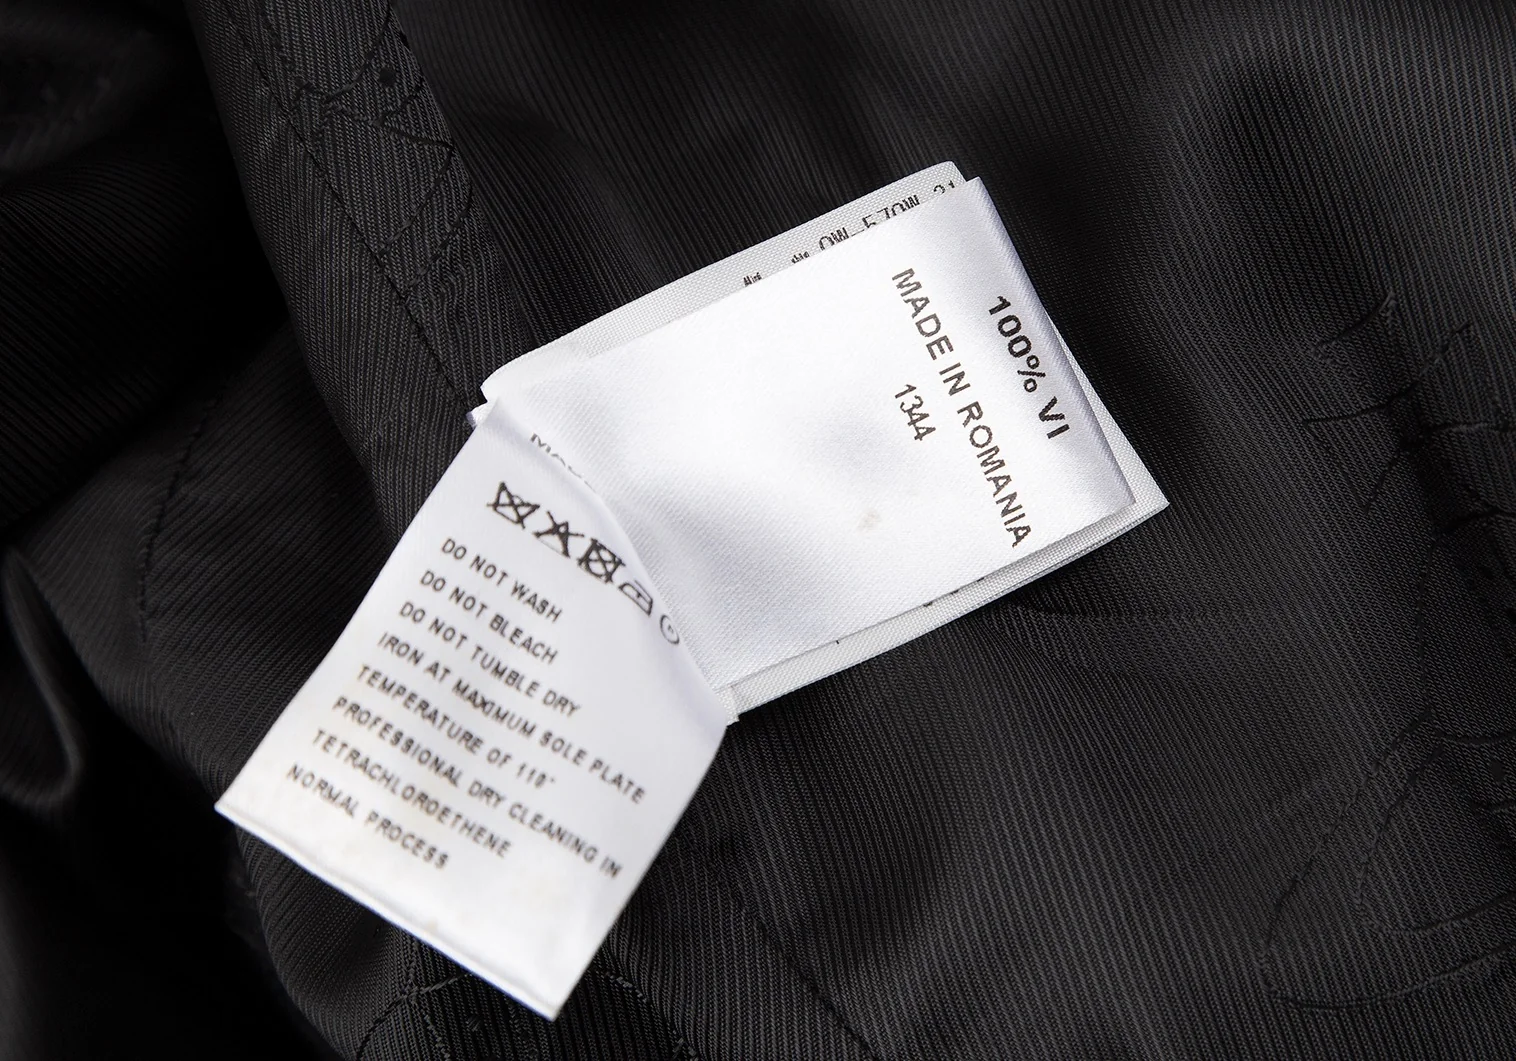 100% VI
MADE IN ROMANIA
1344
DO NOT WASH
DO NOT BLEACH
DO NOT TUMBLE DRY
IRON AT MAXIMUM SOLE PLATE
TEMPERATURE OF 110°
PROFESSIONAL DRY CLEANING IN
TETRACHLOROETHENE
NORMAL PROCESS